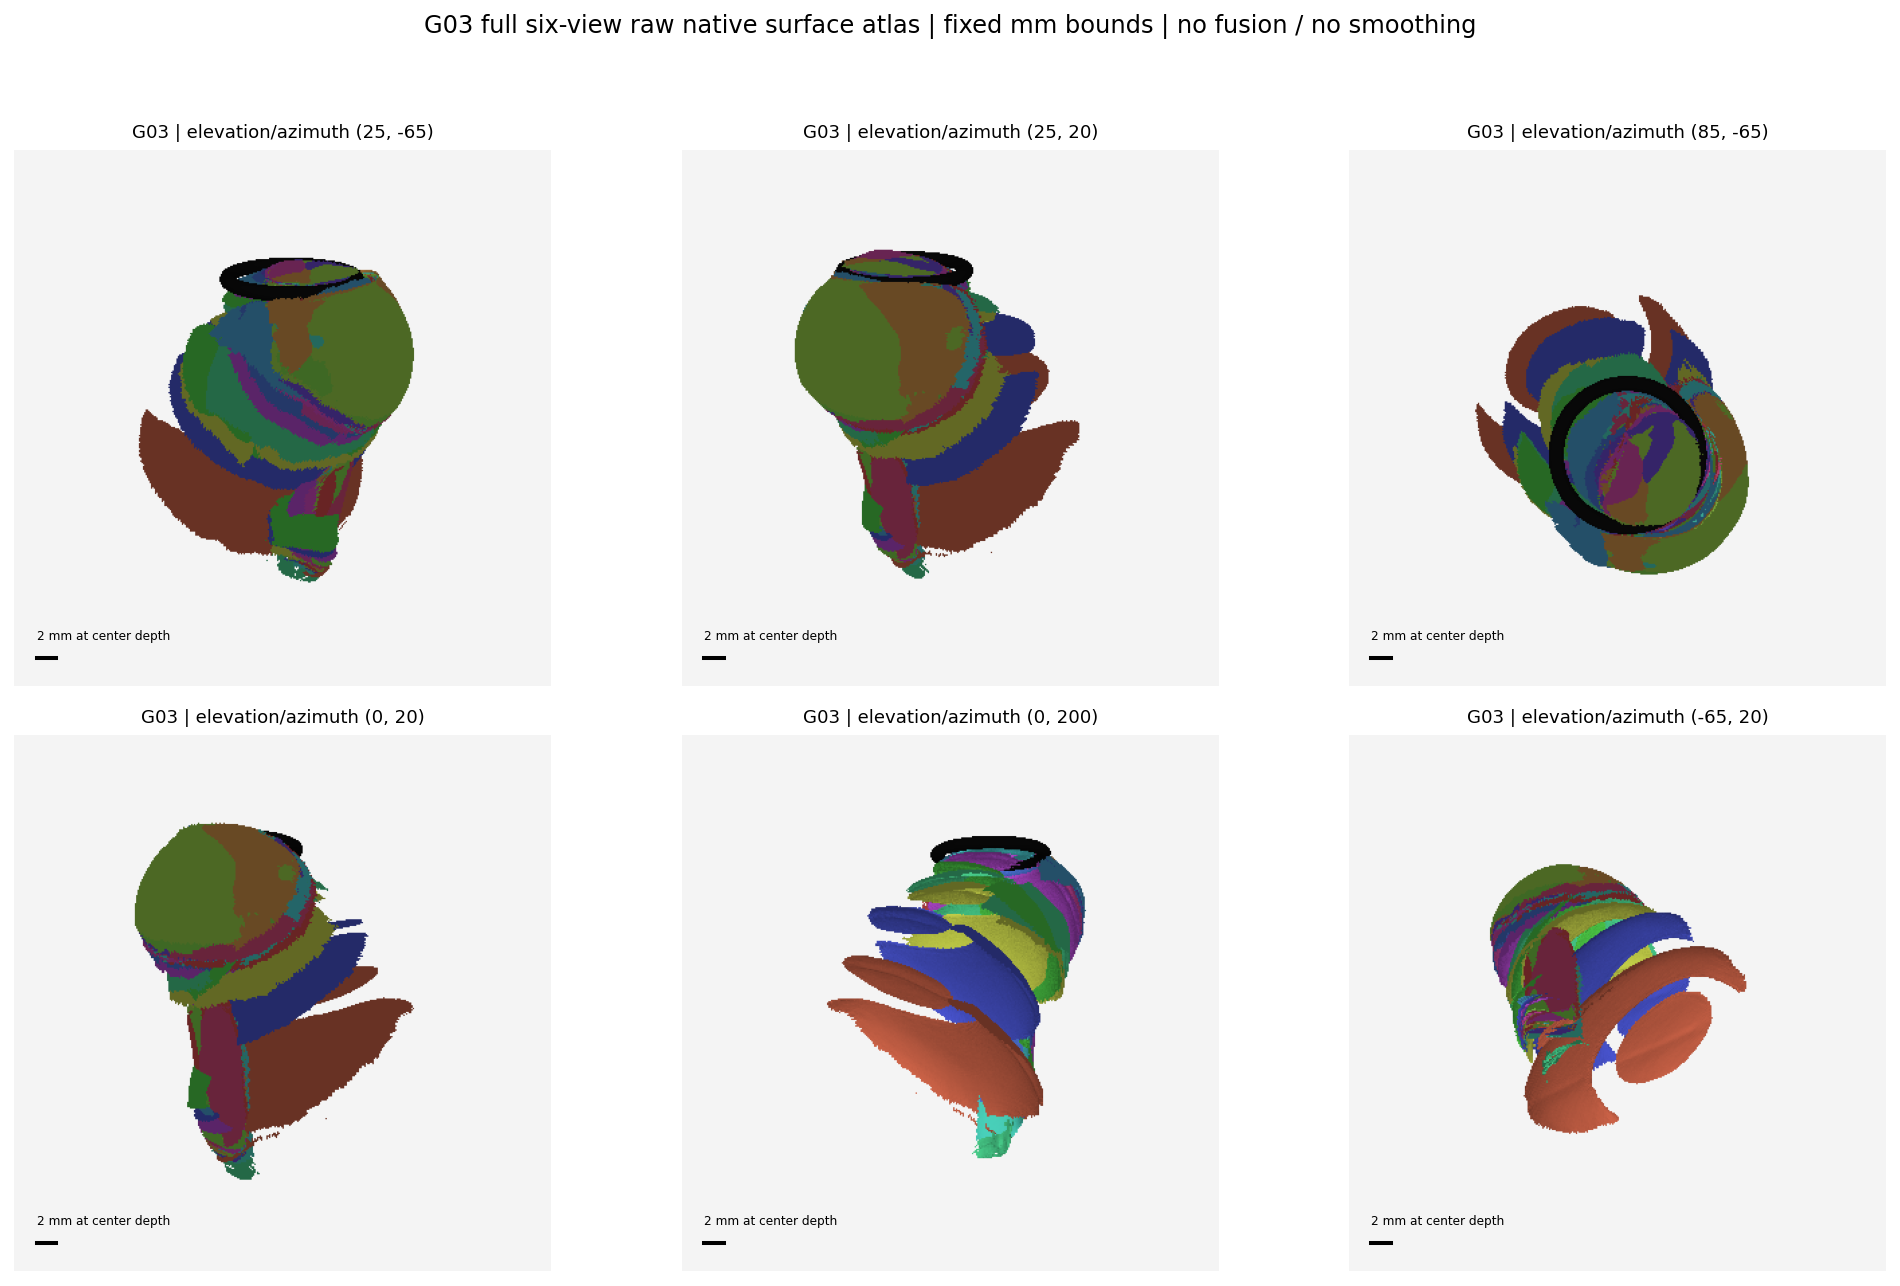 G03 full six-view raw native surface atlas | fixed mm bounds | no fusion / no smoothing
G03 | elevation/azimuth (25, -65)
G03 | elevation/azimuth (25, 20)
G03 | elevation/azimuth (85, -65)
2 mm at center depth
2 mm at center depth
2 mm at center depth
G03 | elevation/azimuth (0, 20)
G03 | elevation/azimuth (0, 200)
G03 | elevation/azimuth (-65, 20)
2 mm at center depth
2 mm at center depth
2 mm at center depth